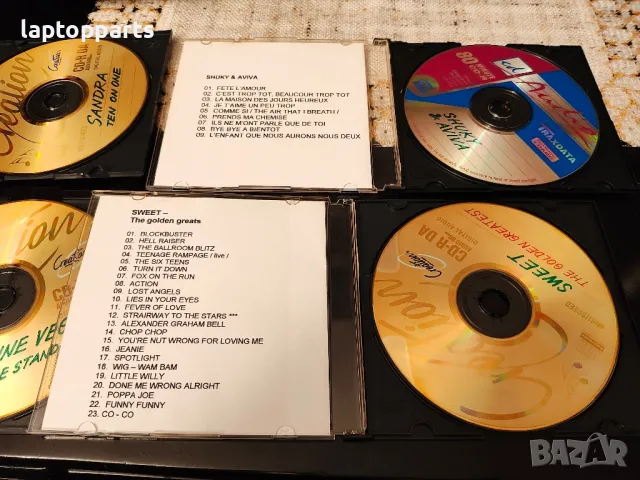 laptopparts
Creation
CD-R DA
SANDRA
TEN ON ONE
SHUKY & AVIVA
01. FETE L'AMOUR
02. C'EST TROP TOT, BEAUCOUR TROP TOT
03. LA MAISON DES JOURS HEUREUX
04. JE T'AIME UN PEU TROP
05. COMME SI / THE AIR THAT I BREATH /
06. PRENDS MA CHEMISE
07. ILS NE M'ONT PARLE QUE DE TOI
08. BYE BYE A BIENTOT
09. L'ENFANT QUE NOUS AURONS NOUS DEUX
80
cd Audio
TRAXDATA
SHUKY
& AVIVA
SWEET –
The golden greats
01. BLOCKBUSTER
02. HELL RAISER
03. THE BALLROOM BLITZ
04. TEENAGE RAMPAGE / live /
05. THE SIX TEENS
06. TURN IT DOWN
07. FOX ON THE RUN
08. ACTION
09. LOST ANGELS
10. LIES IN YOUR EYES
11. FEVER OF LOVE
12. STRAIRWAY TO THE STARS ***
13. ALEXANDER GRAHAM BELL
14. CHOP CHOP
15. YOU'RE NUT WRONG FOR LOVING ME
16. JEANIE
17. SPOTLIGHT
18. WIG – WAM BAM
19. LITTLE WILLY
20. DONE ME WRONG ALRIGHT
21. POPPA JOE
22. FUNNY FUNNY
23. CO - CO
Creation
CD-R DA
DIGITAL AUDIO
SWEET
THE GOLDEN GREATEST
BAZAR